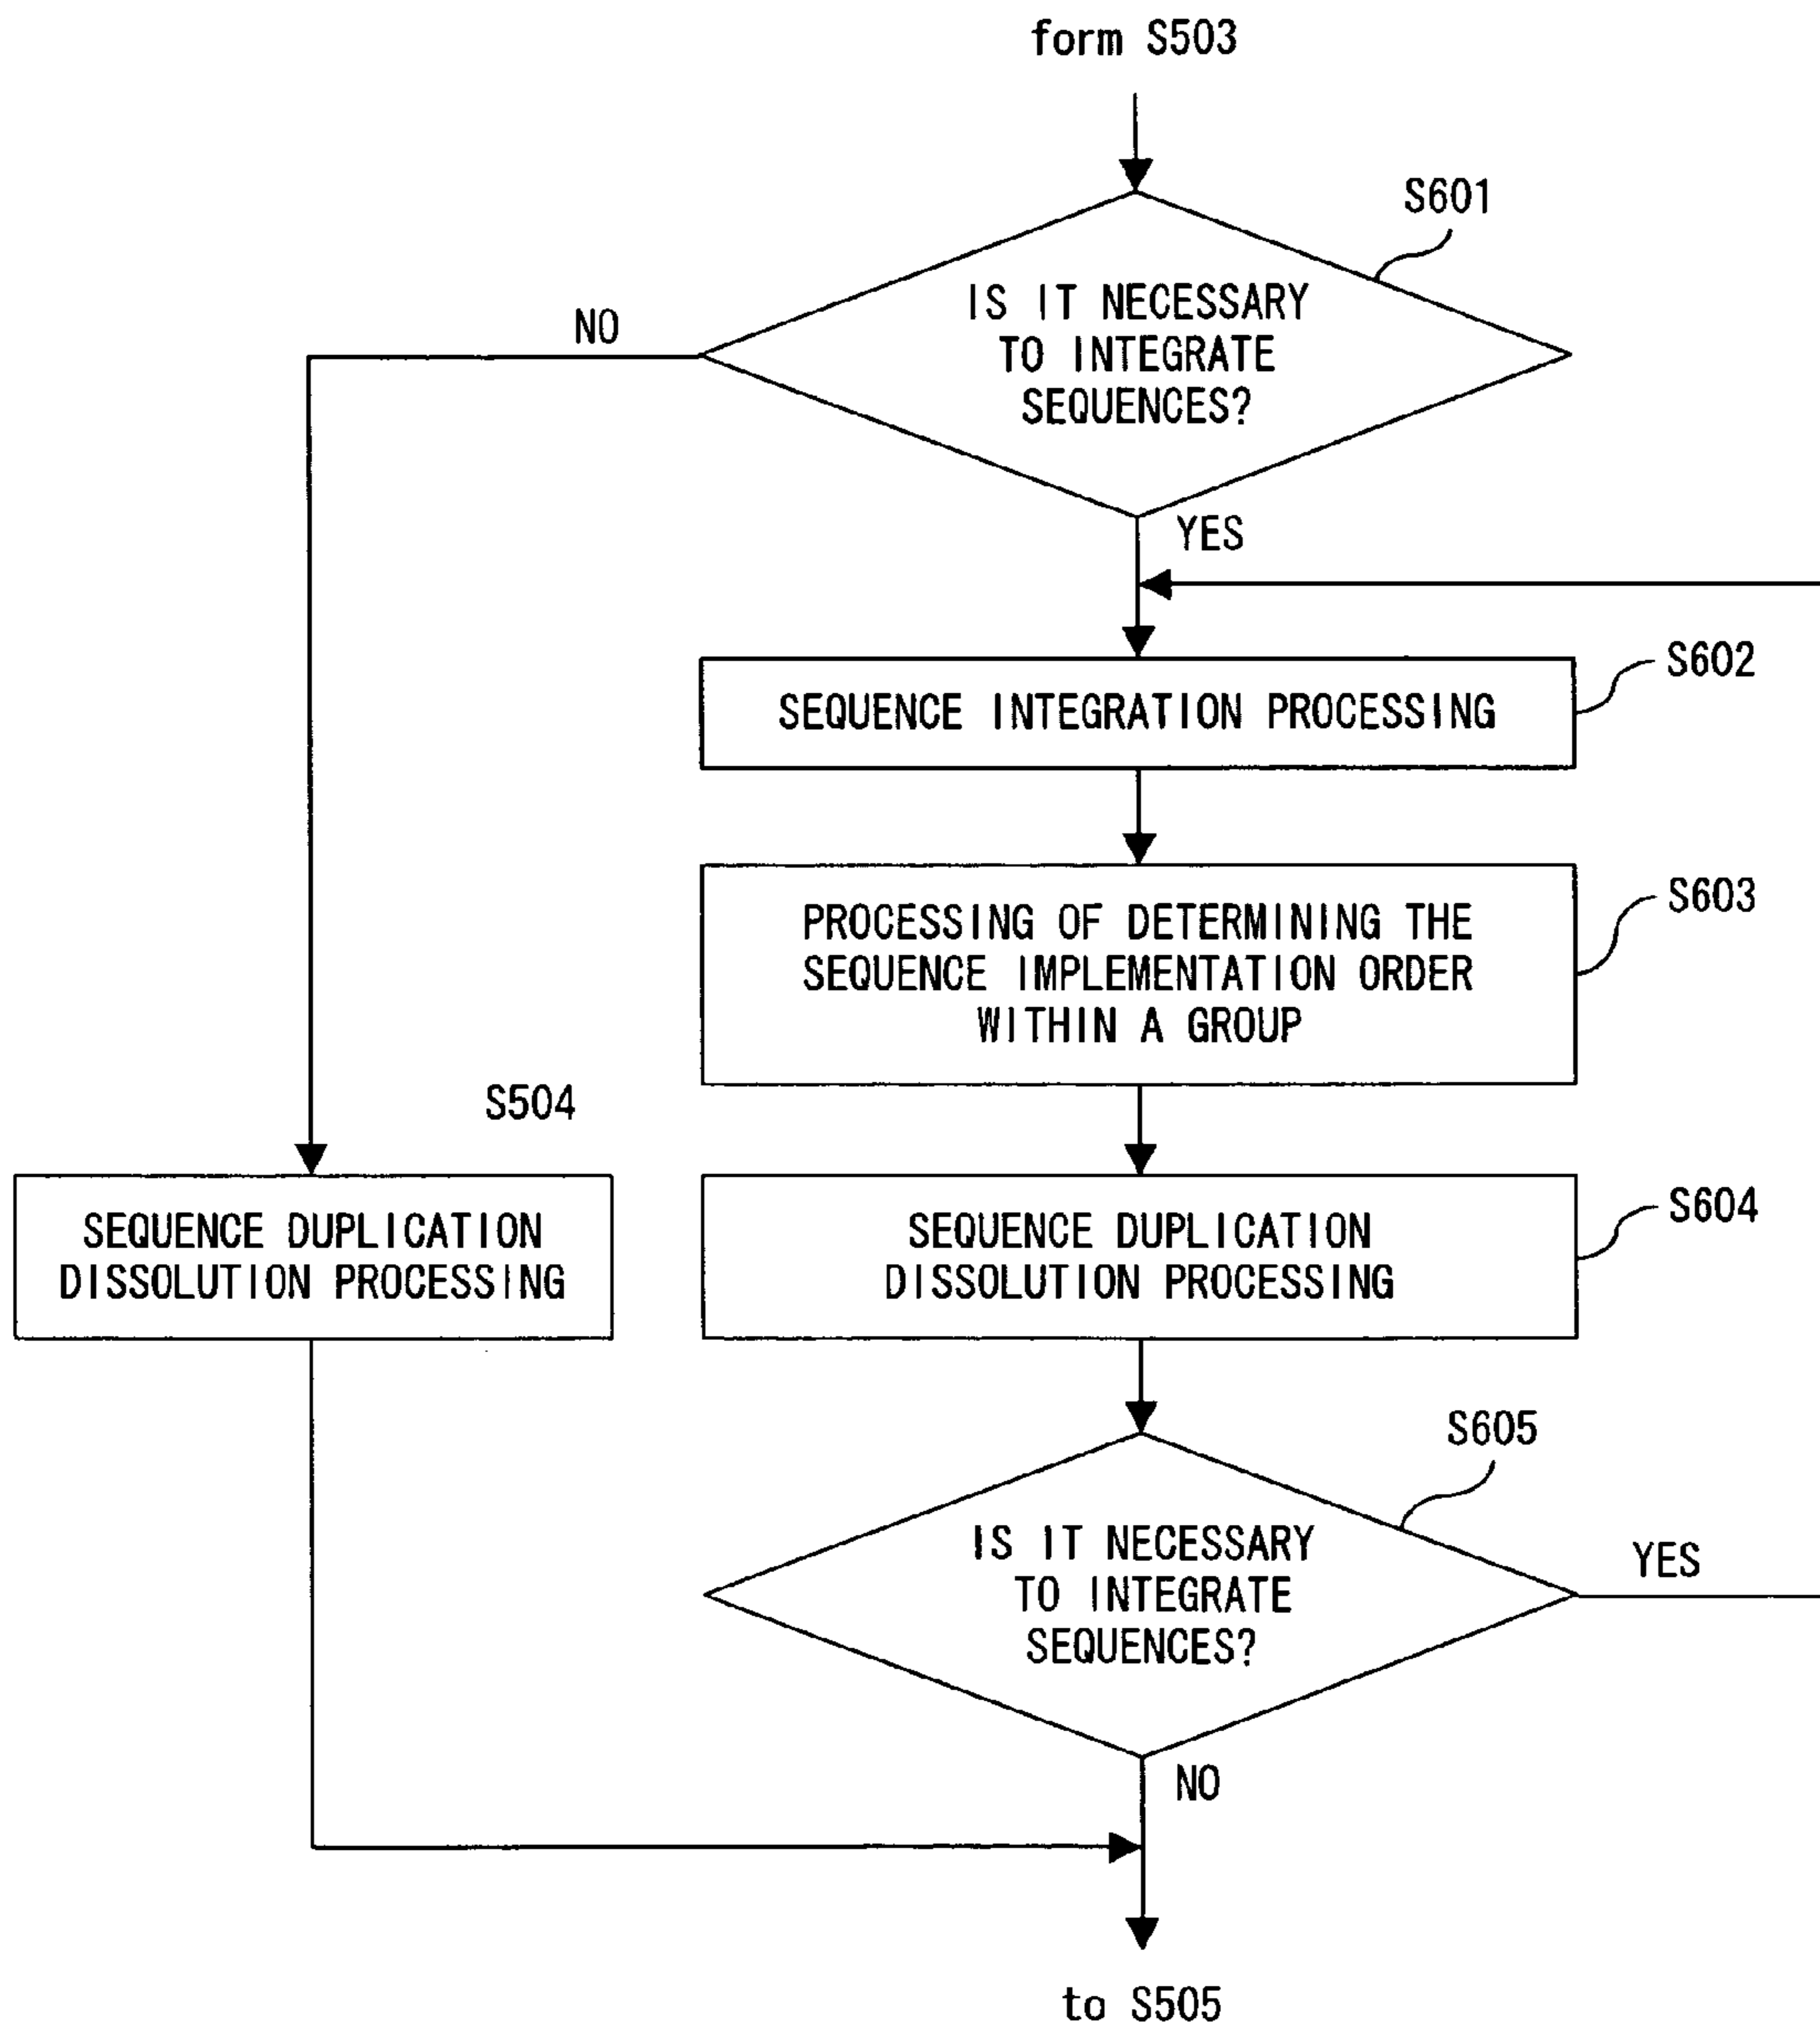 form S503
S601
IS IT NECESSARY
TO INTEGRATE
SEQUENCES?
NO
YES
S602
SEQUENCE INTEGRATION PROCESSING
S603
PROCESSING OF DETERMINING THE
SEQUENCE IMPLEMENTATION ORDER
WITHIN A GROUP
S504
SEQUENCE DUPLICATION
DISSOLUTION PROCESSING
S604
SEQUENCE DUPLICATION
DISSOLUTION PROCESSING
S605
IS IT NECESSARY
TO INTEGRATE
SEQUENCES?
YES
NO
to S505